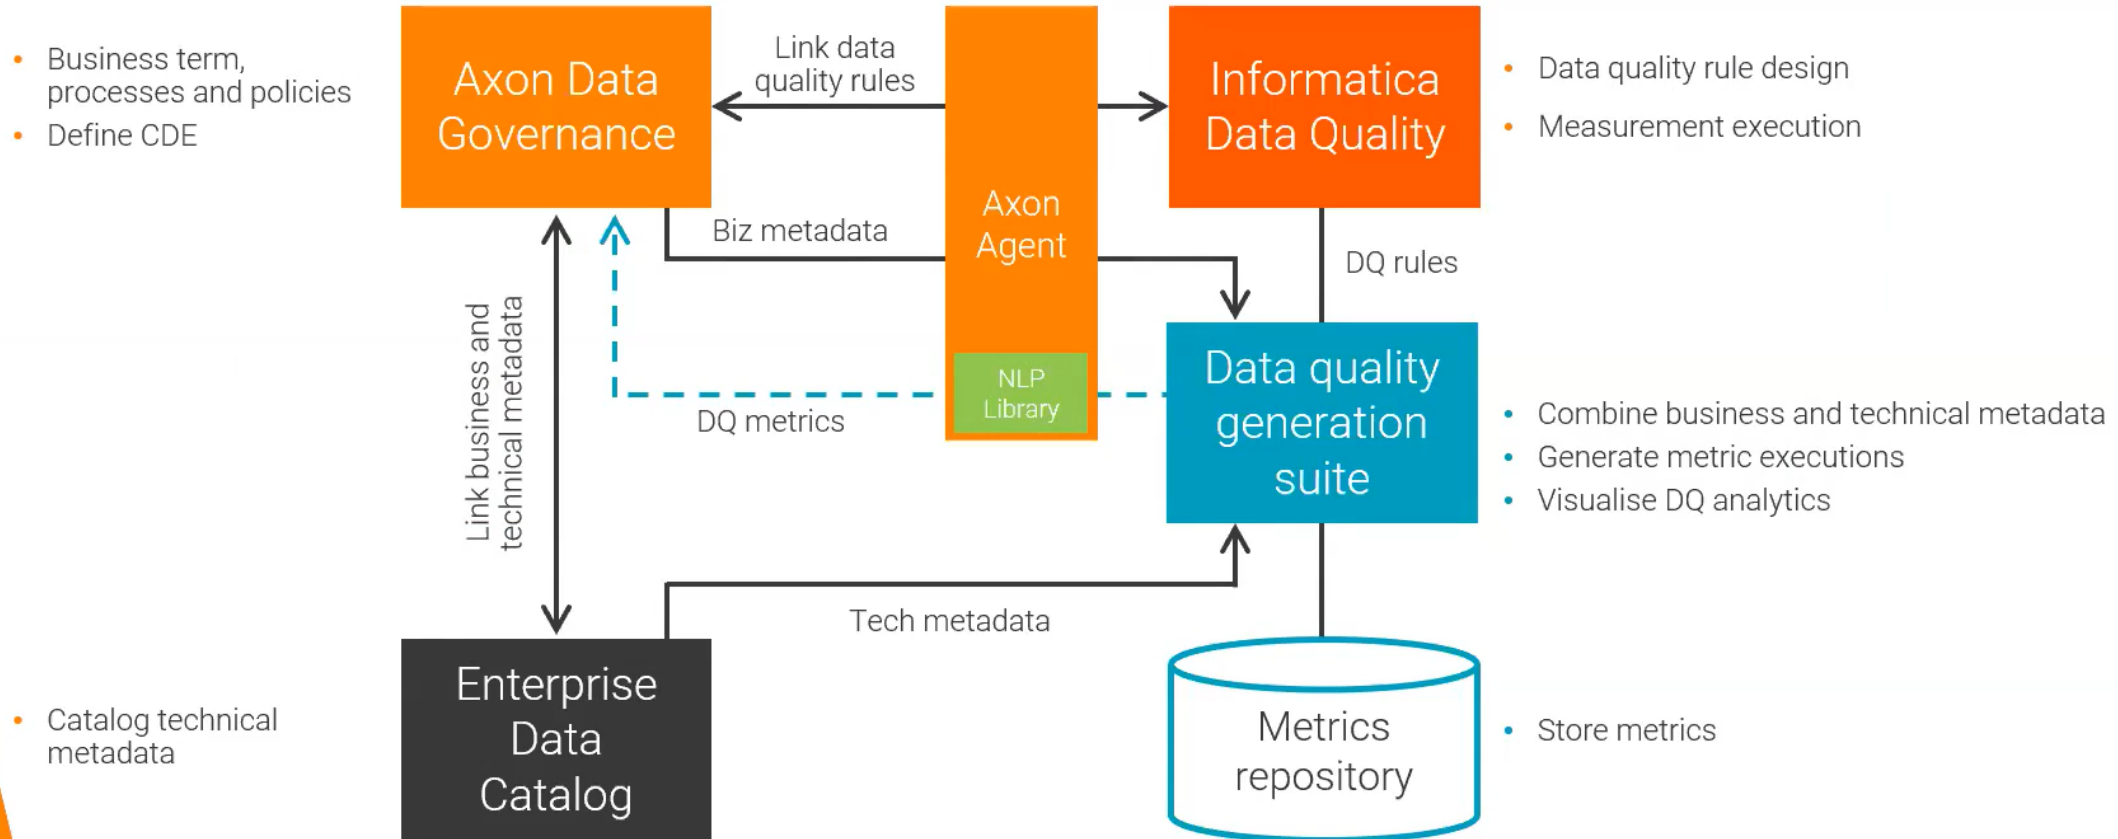 Business term,
processes and policies
Define CDE
Axon Data
Governance
Link data
quality rules
Axon
Agent
NLP
Library
Informatica
Data Quality
Data quality rule design
Measurement execution
Biz metadata
DQ rules
Link business and
technical metadata
DQ metrics
Data quality
generation
suite
Combine business and technical metadata
Generate metric executions
Visualise DQ analytics
Tech metadata
Catalog technical
metadata
Enterprise
Data
Catalog
Metrics
repository
Store metrics